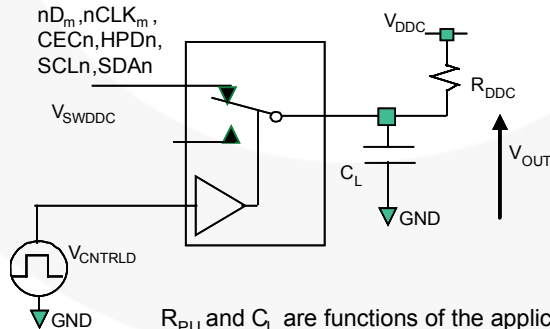 nDm,nCLKm,
CECn,HPDn,
SCLn,SDAn
VDDC
RDDC
VSWDDC
CL
VOUT
GND
VCNTRLD
GND
RPU and CL are functions of the applic